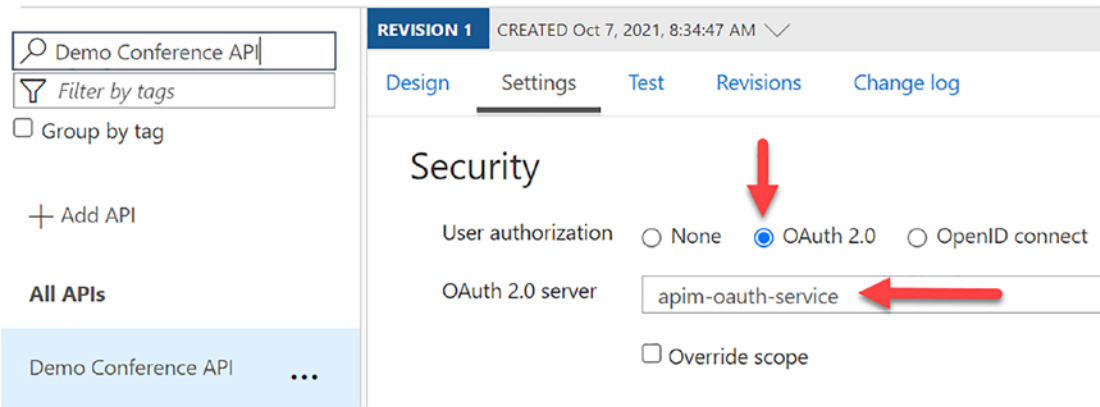 Demo Conference API
Filter by tags
Group by tag
Add API
All APIs
Demo Conference API
...
REVISION 1 CREATED Oct 7, 2021, 8:34:47 AM
Design Settings Test Revisions Change log
Security
User authorization None OAuth 2.0 OpenID connect
OAuth 2.0 server apim-oauth-service
Override scope